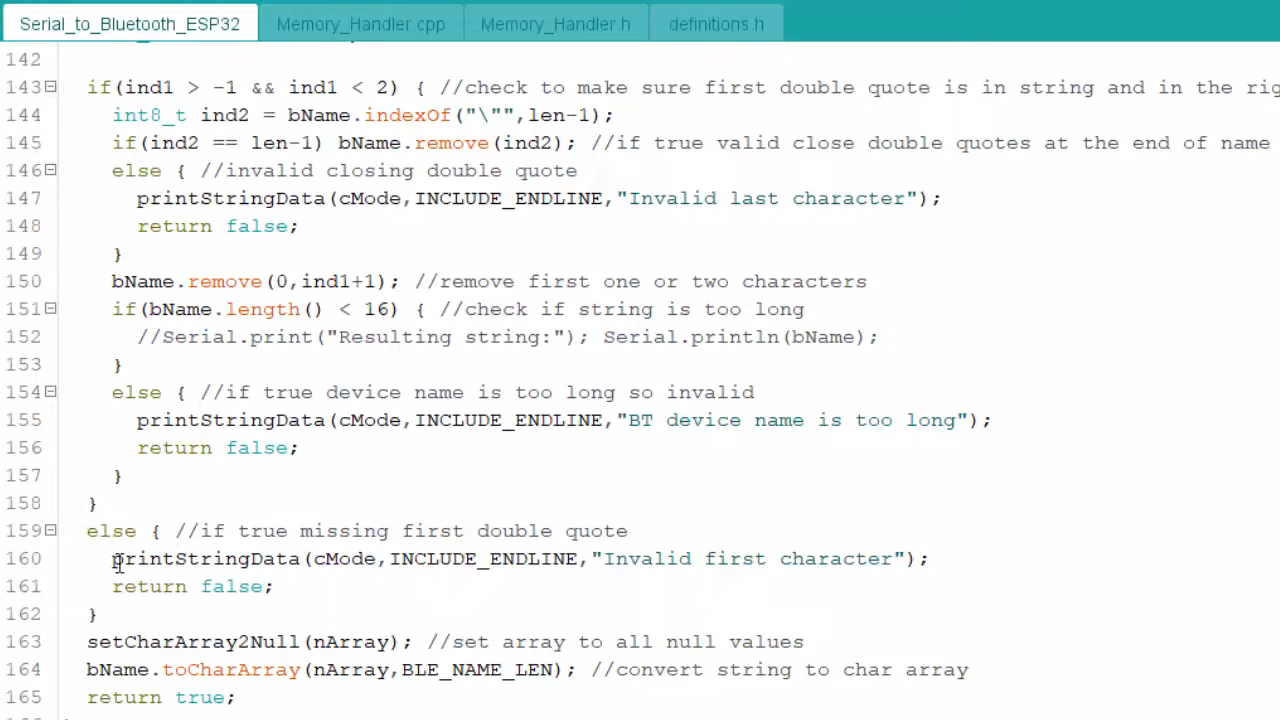 Serial_to_Bluetooth_ESP32 Memory_Handler.cpp Memory_Handler.h definitions.h
142
143 if(ind1 > -1 && ind1 < 2) { //check to make sure first double quote is in string and in the rig
144 int8_t ind2 = bName.indexOf("\"",len-1);
145 if(ind2 == len-1) bName.remove(ind2); //if true valid close double quotes at the end of name
146 else { //invalid closing double quote
147 printStringData(cMode,INCLUDE_ENDLINE,"Invalid last character");
148 return false;
149 }
150 bName.remove(0,ind1+1); //remove first one or two characters
151 if(bName.length() < 16) { //check if string is too long
152 //Serial.print("Resulting string:"); Serial.println(bName);
153 }
154 else { //if true device name is too long so invalid
155 printStringData(cMode,INCLUDE_ENDLINE,"BT device name is too long");
156 return false;
157 }
158 }
159 else { //if true missing first double quote
160 printStringData(cMode,INCLUDE_ENDLINE,"Invalid first character");
161 return false;
162 }
163 setCharArray2Null(nArray); //set array to all null values
164 bName.toCharArray(nArray,BLE_NAME_LEN); //convert string to char array
165 return true;